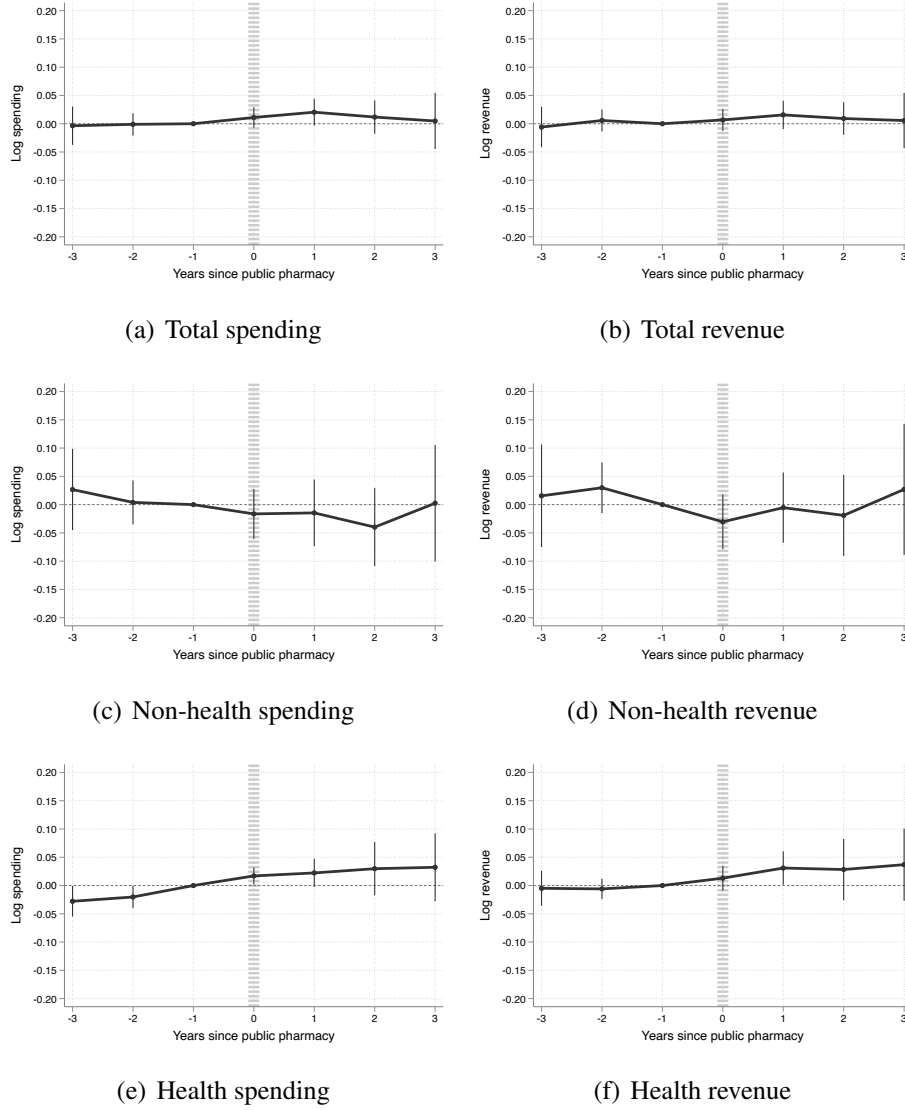 0.20
0.15
0.10
0.05
0.00
-0.05
-0.10
-0.15
-0.20
Log spending
-3 -2 -1 0 1 2 3
Years since public pharmacy
(a) Total spending
0.20
0.15
0.10
0.05
0.00
-0.05
-0.10
-0.15
-0.20
Log revenue
-3 -2 -1 0 1 2 3
Years since public pharmacy
(b) Total revenue
0.20
0.15
0.10
0.05
0.00
-0.05
-0.10
-0.15
-0.20
Log spending
-3 -2 -1 0 1 2 3
Years since public pharmacy
(c) Non-health spending
0.20
0.15
0.10
0.05
0.00
-0.05
-0.10
-0.15
-0.20
Log revenue
-3 -2 -1 0 1 2 3
Years since public pharmacy
(d) Non-health revenue
0.20
0.15
0.10
0.05
0.00
-0.05
-0.10
-0.15
-0.20
Log spending
-3 -2 -1 0 1 2 3
Years since public pharmacy
(e) Health spending
0.20
0.15
0.10
0.05
0.00
-0.05
-0.10
-0.15
-0.20
Log revenue
-3 -2 -1 0 1 2 3
Years since public pharmacy
(f) Health revenue